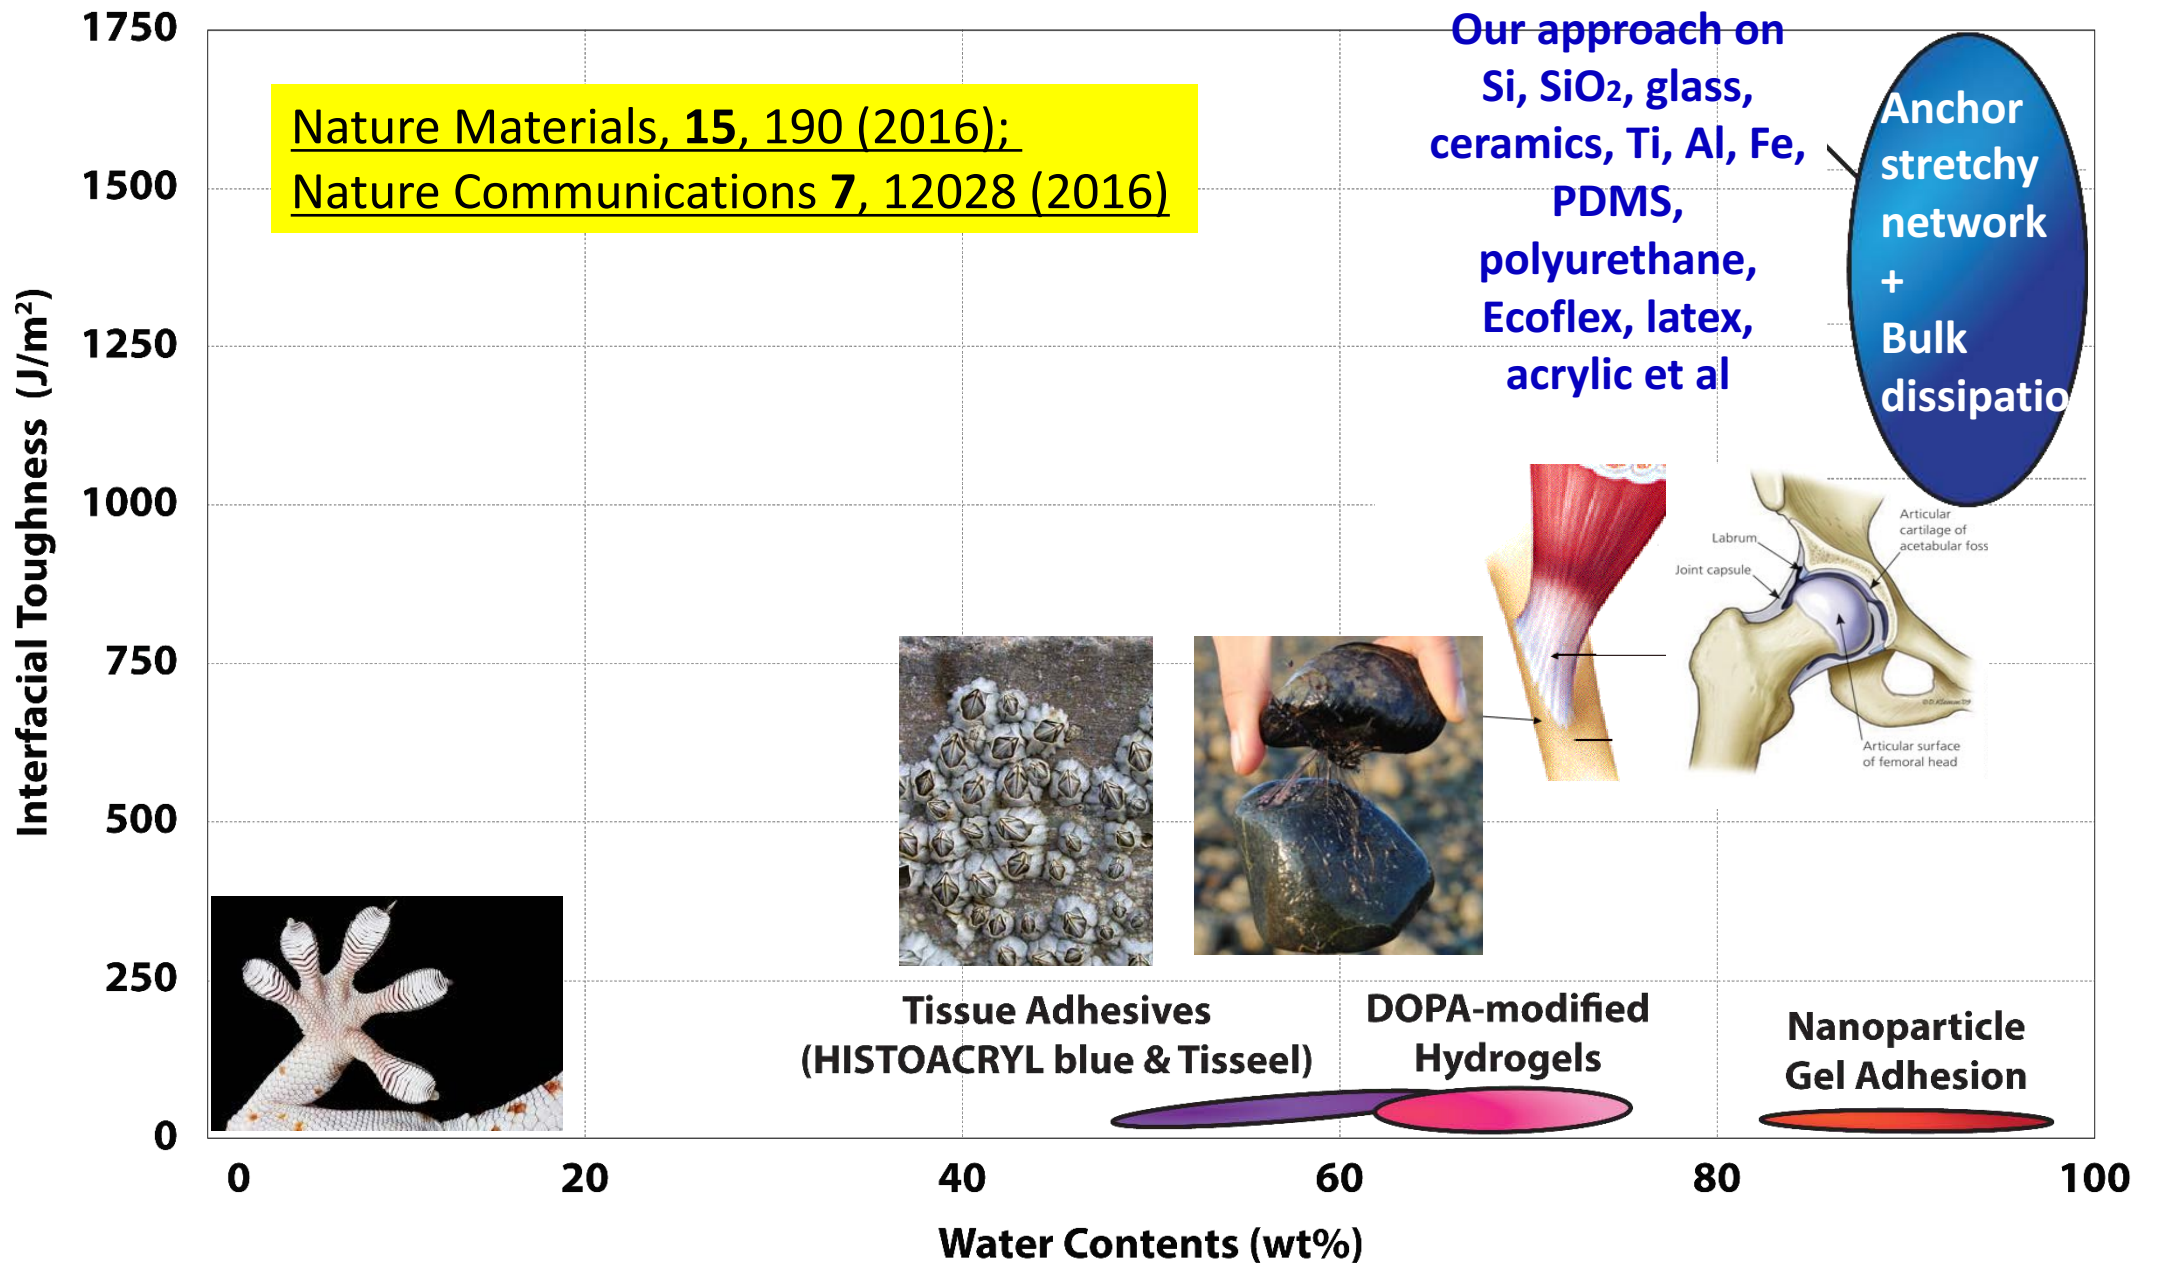 1750
1500
1250
1000
750
500
250
0
Interfacial Toughness (J/m²)
Nature Materials, 15, 190 (2016);
Nature Communications 7, 12028 (2016)
Our approach on
Si, SiO2, glass,
ceramics, Ti, Al, Fe,
PDMS,
polyurethane,
Ecoflex, latex,
acrylic et al
Anchor
stretchy
network
+
Bulk
dissipatio
Labrum
Joint capsule
Articular
cartilage of
acetabular foss
Articular surface
of femoral head
Tissue Adhesives
(HISTOACRYL blue & Tisseel)
DOPA-modified
Hydrogels
Nanoparticle
Gel Adhesion
0 20 40 60 80 100
Water Contents (wt%)